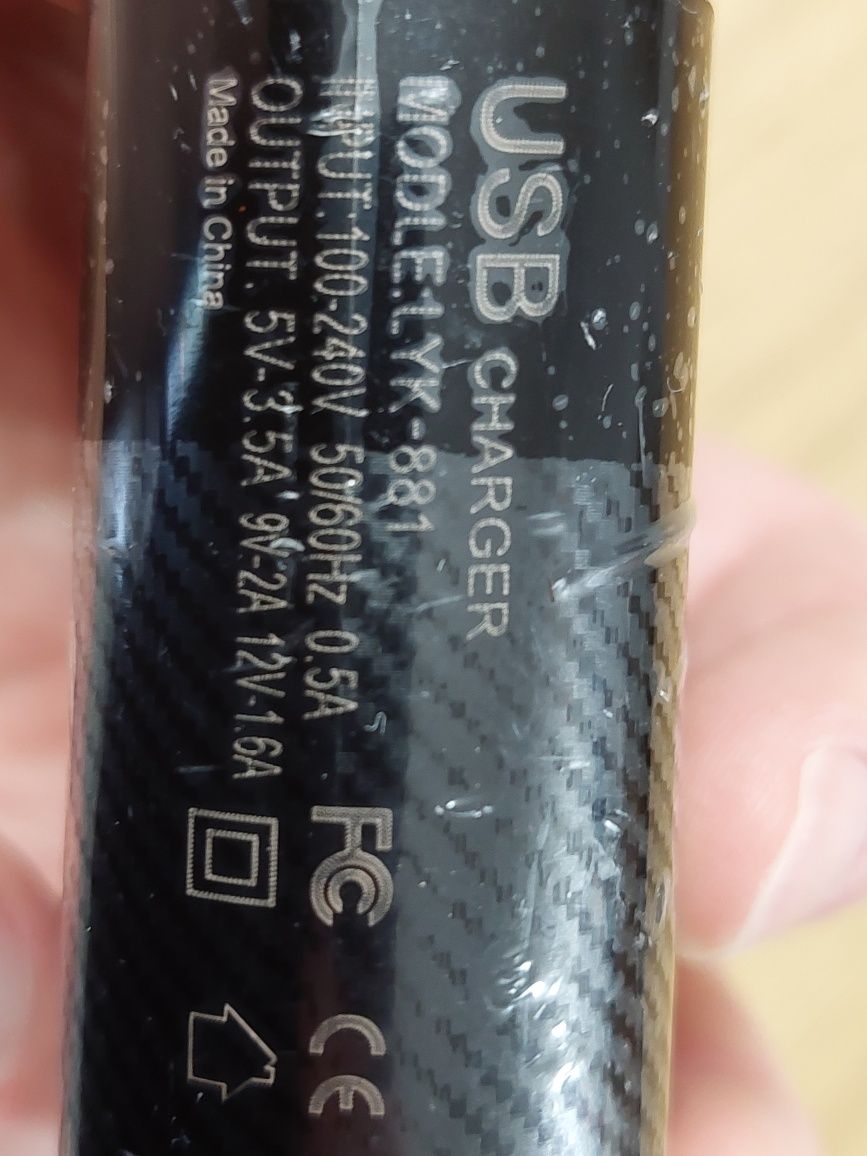 USB CHARGER
MODLE:LYK-881
INPUT:100-240V 50/60Hz 0.5A
OUTPUT: 5V-3.5A 9V-2A 12V-1.6A
Made in China
FC
CE